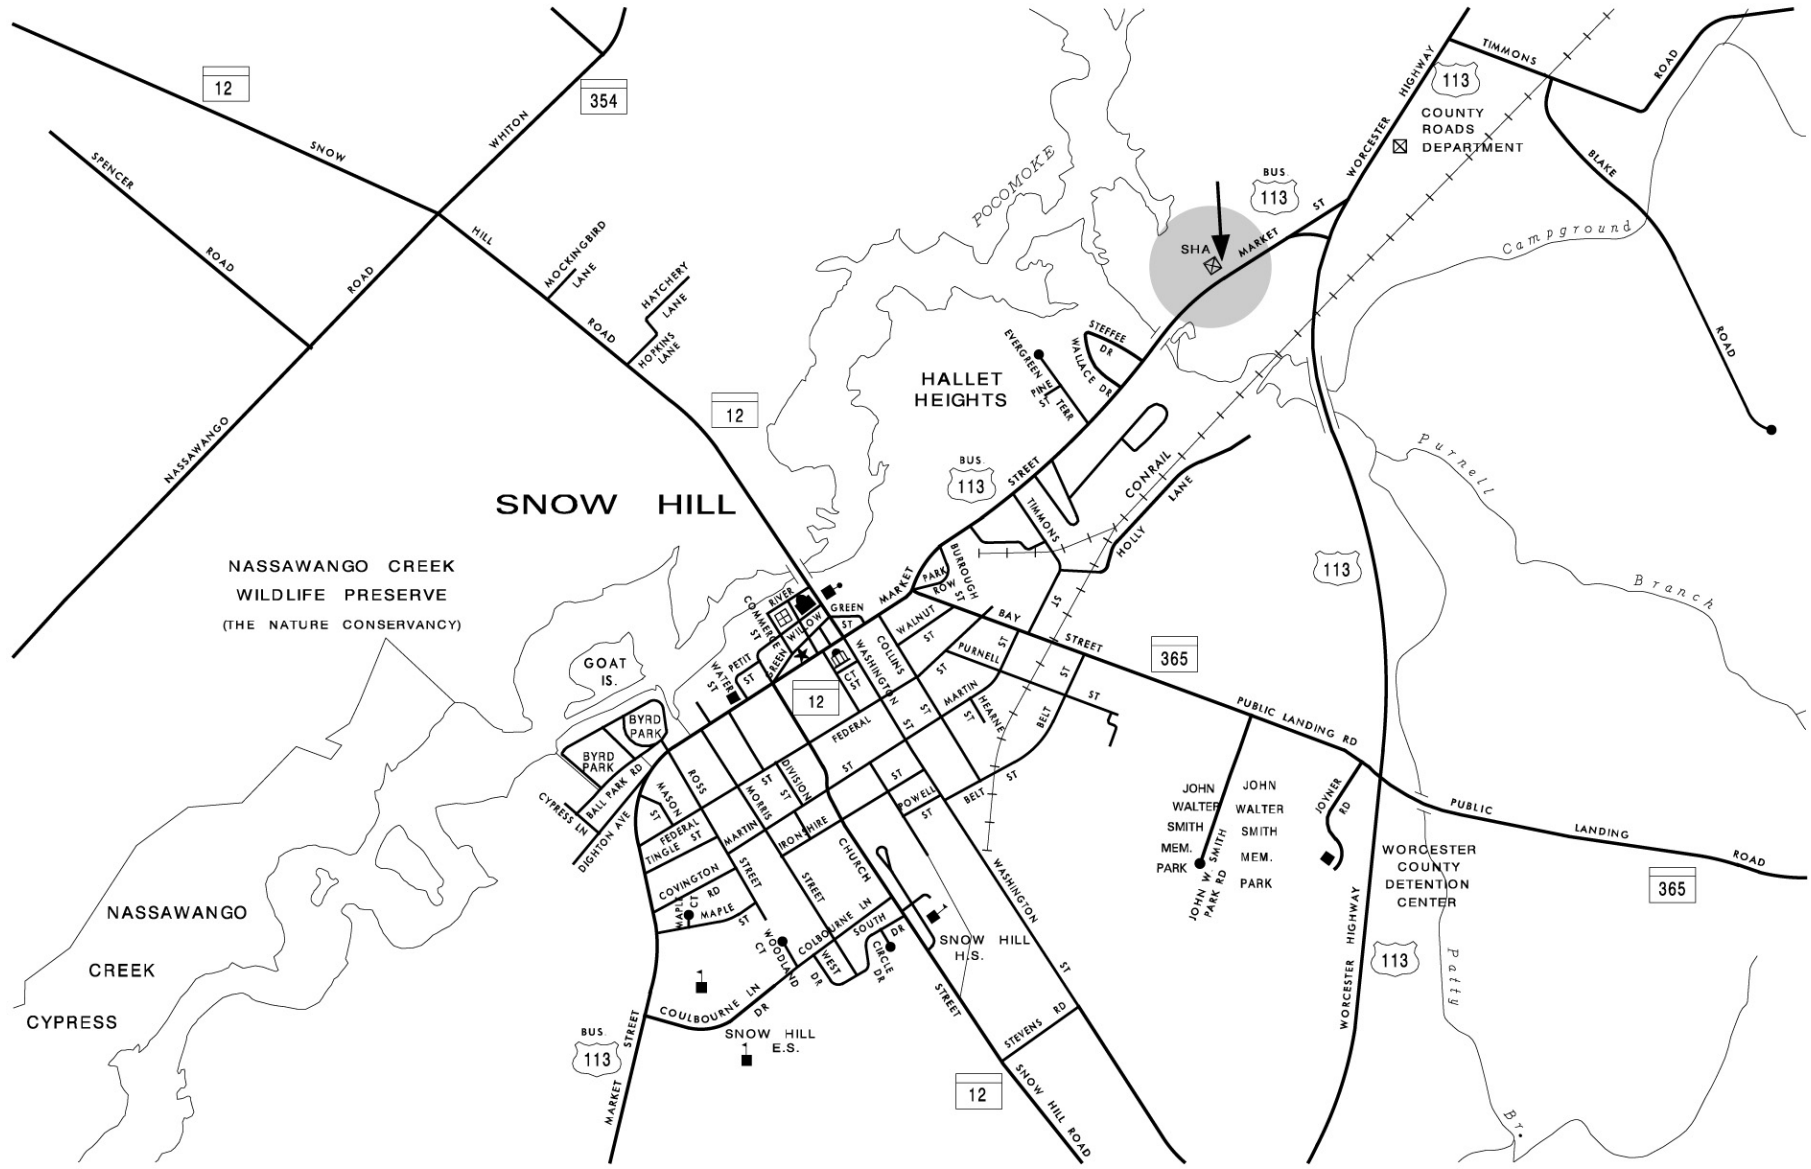 12
354
SPENCER
ROAD
SNOW
HILL
ROAD
WHITON
ROAD
NASSAWANGO
MOCKINGBIRD
LANE
HATCHERY
LANE
HOPKINS
LANE
12
POCOMOKE
BUS.
113
SHA
MARKET
ST
WORCESTER
HIGHWAY
113
COUNTY
ROADS
DEPARTMENT
TIMMONS
ROAD
BLAKE
ROAD
Campground
Purnell
Branch
STEFFEE
DR
WALLACE DR
EVERGREEN
TERR
PINE
HALLET
HEIGHTS
BUS.
113
STREET
CONRAIL
HOLLY
LANE
TIMMONS
ST
SNOW HILL
NASSAWANGO CREEK
WILDLIFE PRESERVE
(THE NATURE CONSERVANCY)
GOAT
IS.
113
MARKET
PARK
ROW
BURROUGH
ST
BAY
STREET
365
RIVER
COMMERCE
ST
WILLOW
GREEN
ST
GREEN
PETIT
ST
WATER
ST
WALNUT
ST
COLLINS
ST
WASHINGTON
ST
CT
ST
PURNELL
ST
MARTIN
ST
HEARNE
ST
BELT
ST
BELT
ST
12
FEDERAL
ST
PUBLIC LANDING RD
BYRD
PARK
BYRD
PARK
BALL PARK RD
CYPRESS LN
DIGHTON AVE
MASON
ST
ROSS
ST
MORRIS
ST
DIVISION
ST
ST
ST
POWELL
ST
FEDERAL
ST
TINGLE
MARTIN
IRONSHIRE
CHURCH
STREET
STREET
COVINGTON
RD
MAPLE
CT
MAPLE
ST
WOODLAND
CT
COLBOURNE LN
SOUTH
DR
WEST
DR
CIRCLE
DR
SNOW HILL
H.S.
STREET
WASHINGTON
ST
COULBOURNE LN
DR
SNOW HILL
E.S.
STEVENS RD
12
SNOW HILL ROAD
BUS.
113
MARKET
STREET
NASSAWANGO
CREEK
CYPRESS
JOHN
WALTER
SMITH
MEM.
PARK
JOHN
WALTER
SMITH
MEM.
PARK
JOHN W. SMITH
PARK RD
JOYNER
RD
WORCESTER
COUNTY
DETENTION
CENTER
PUBLIC
LANDING
ROAD
365
WORCESTER HIGHWAY
113
Patty
Br.